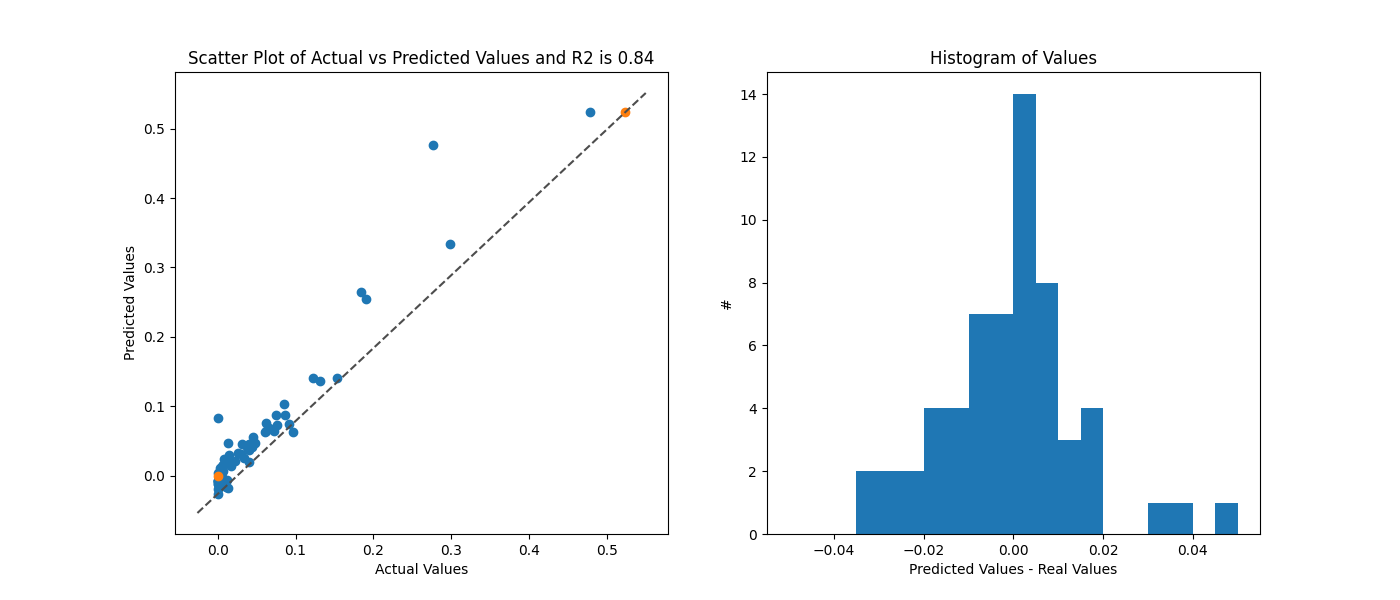 Scatter Plot of Actual vs Predicted Values and R2 is 0.84
Predicted Values
0.5
0.4
0.3
0.2
0.1
0.0
0.0 0.1 0.2 0.3 0.4 0.5
Actual Values
Histogram of Values
#
14
12
10
8
6
4
2
0
−0.04 −0.02 0.00 0.02 0.04
Predicted Values - Real Values